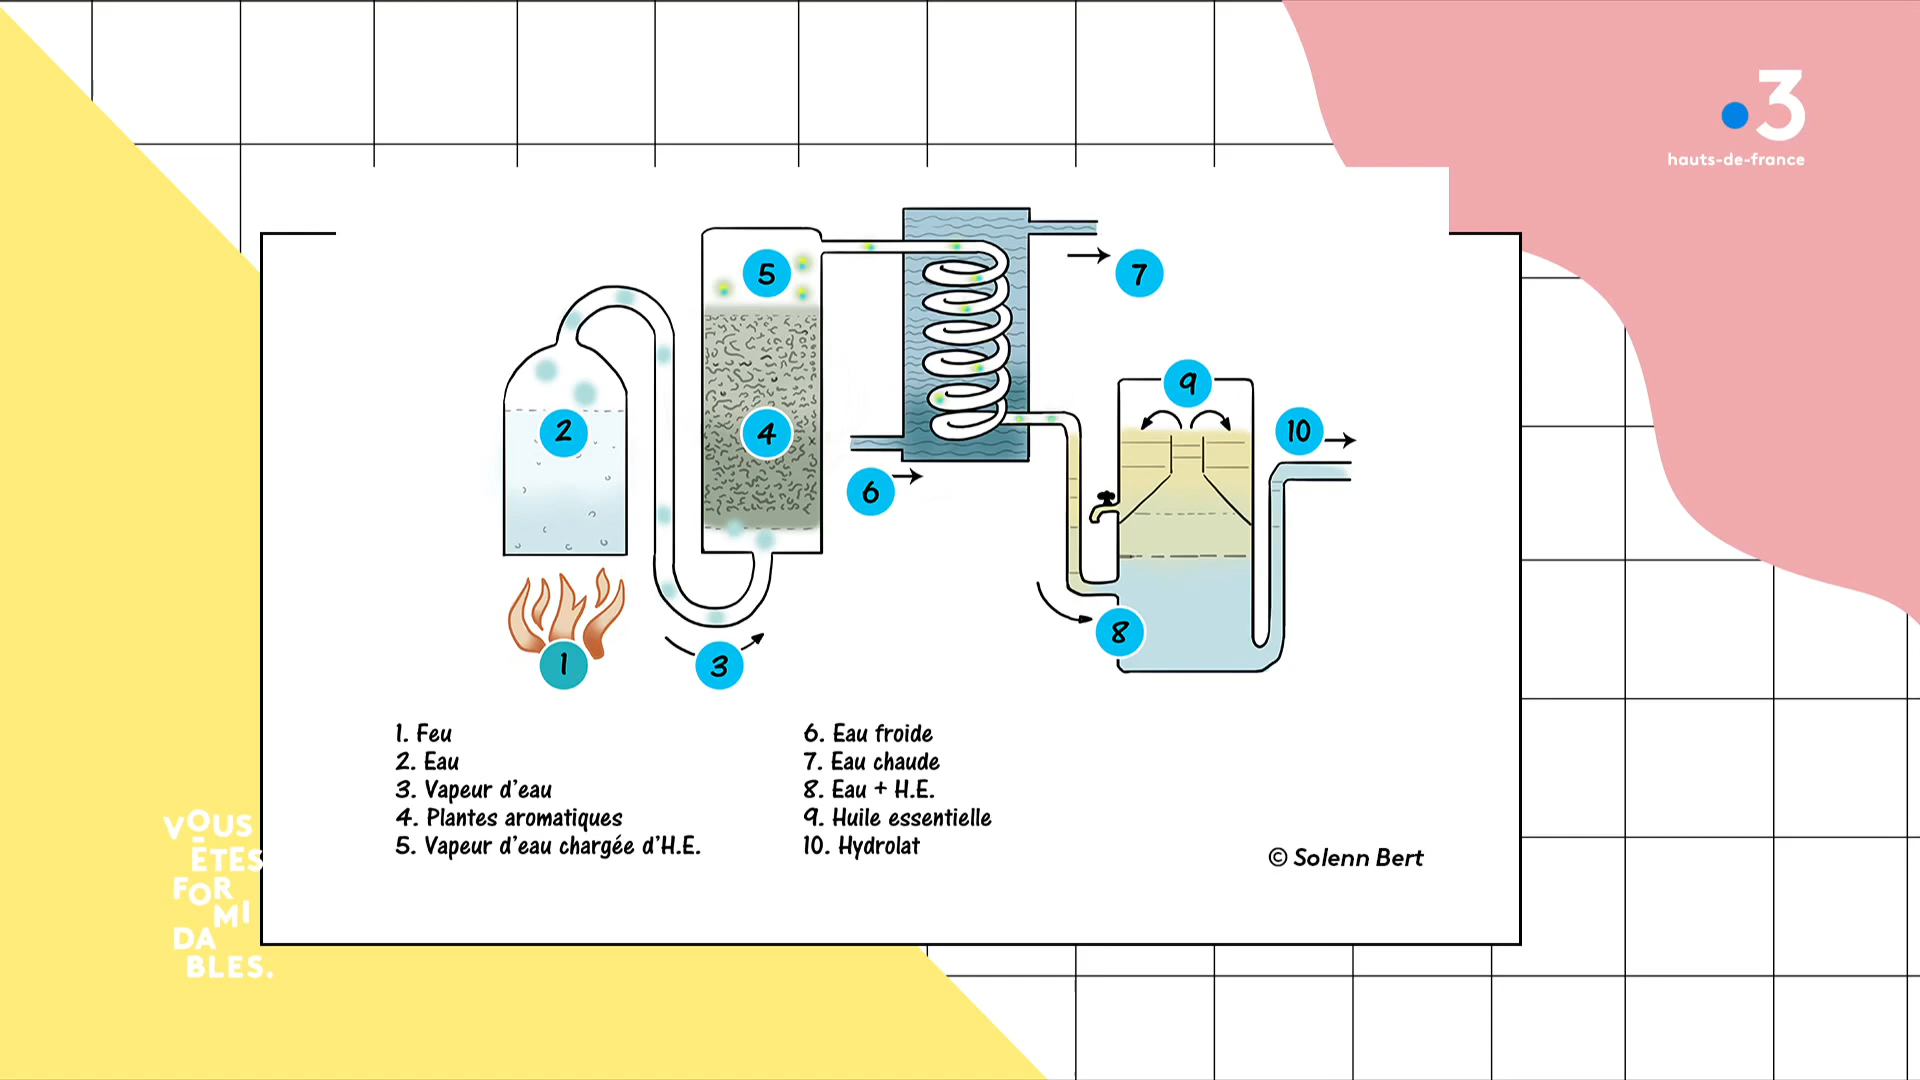 3
hauts-de-france
5
7
9
2
4
10
6
8
1
3
1. Feu
2. Eau
3. Vapeur d'eau
4. Plantes aromatiques
5. Vapeur d'eau chargée d'H.E.
6. Eau froide
7. Eau chaude
8. Eau + H.E.
9. Huile essentielle
10. Hydrolat
© Solenn Bert
VOUS
ÊTES
FOR
MI
DA
BLES.